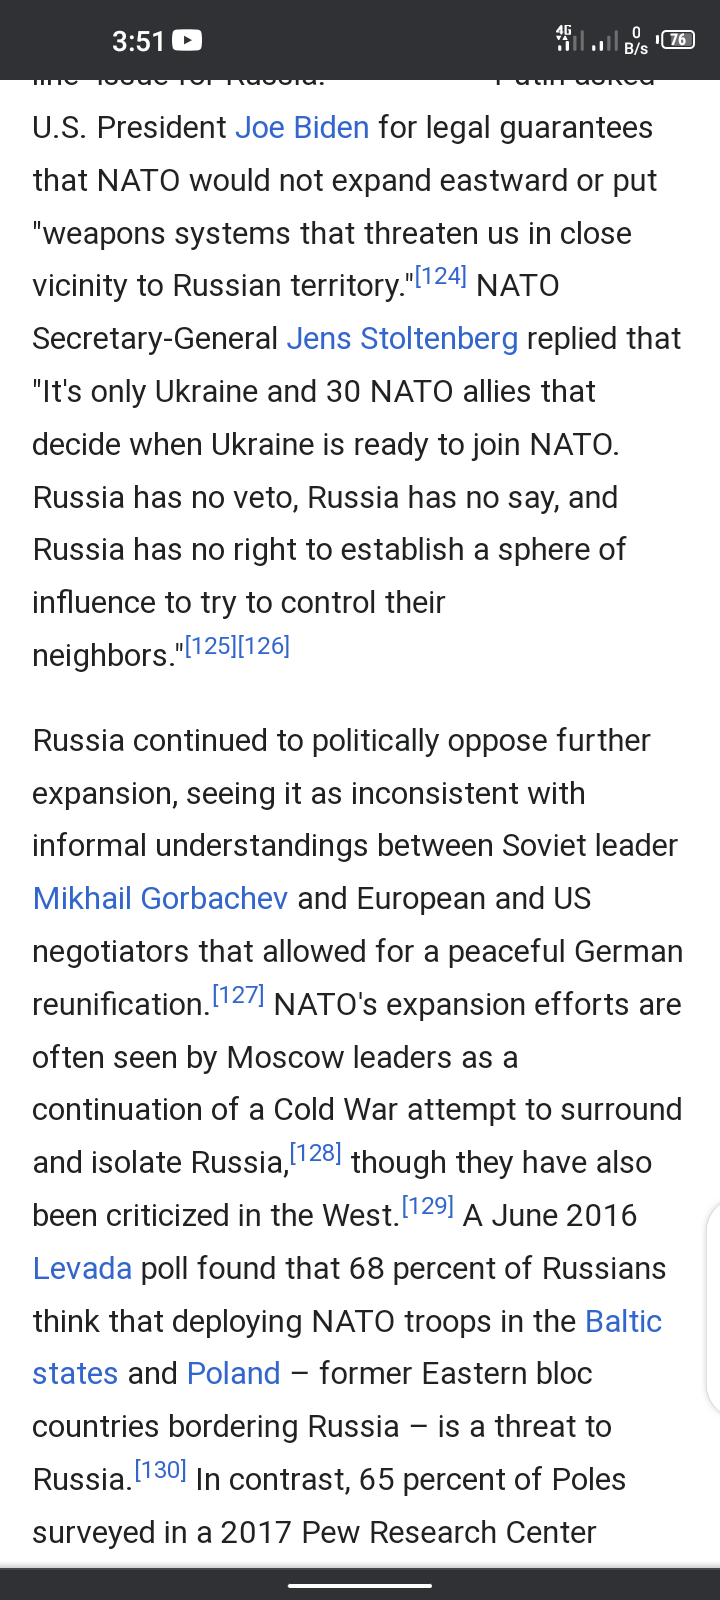 3:51
4G
0
B/s
76
line" issue for Russia. Putin asked
U.S. President Joe Biden for legal guarantees
that NATO would not expand eastward or put
"weapons systems that threaten us in close
vicinity to Russian territory."[124] NATO
Secretary-General Jens Stoltenberg replied that
"It's only Ukraine and 30 NATO allies that
decide when Ukraine is ready to join NATO.
Russia has no veto, Russia has no say, and
Russia has no right to establish a sphere of
influence to try to control their
neighbors."[125][126]
Russia continued to politically oppose further
expansion, seeing it as inconsistent with
informal understandings between Soviet leader
Mikhail Gorbachev and European and US
negotiators that allowed for a peaceful German
reunification.[127] NATO's expansion efforts are
often seen by Moscow leaders as a
continuation of a Cold War attempt to surround
and isolate Russia,[128] though they have also
been criticized in the West.[129] A June 2016
Levada poll found that 68 percent of Russians
think that deploying NATO troops in the Baltic
states and Poland – former Eastern bloc
countries bordering Russia – is a threat to
Russia.[130] In contrast, 65 percent of Poles
surveyed in a 2017 Pew Research Center